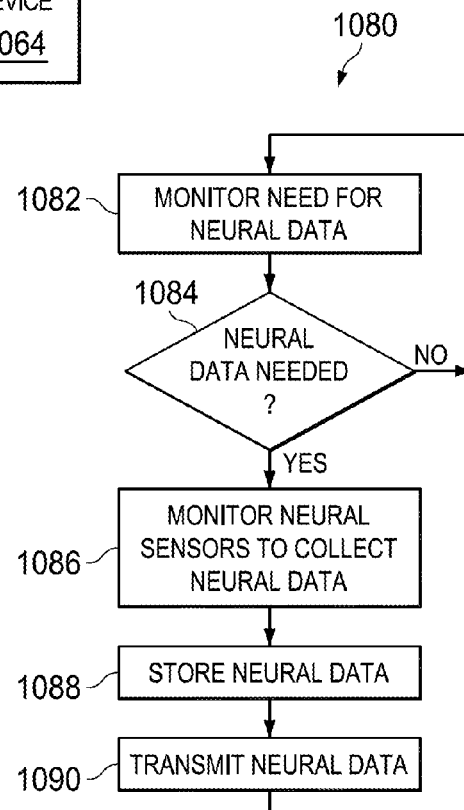 EVICE
064
1080
1082
MONITOR NEED FOR
NEURAL DATA
1084
NEURAL
DATA NEEDED
?
NO
YES
1086
MONITOR NEURAL
SENSORS TO COLLECT
NEURAL DATA
1088
STORE NEURAL DATA
1090
TRANSMIT NEURAL DATA